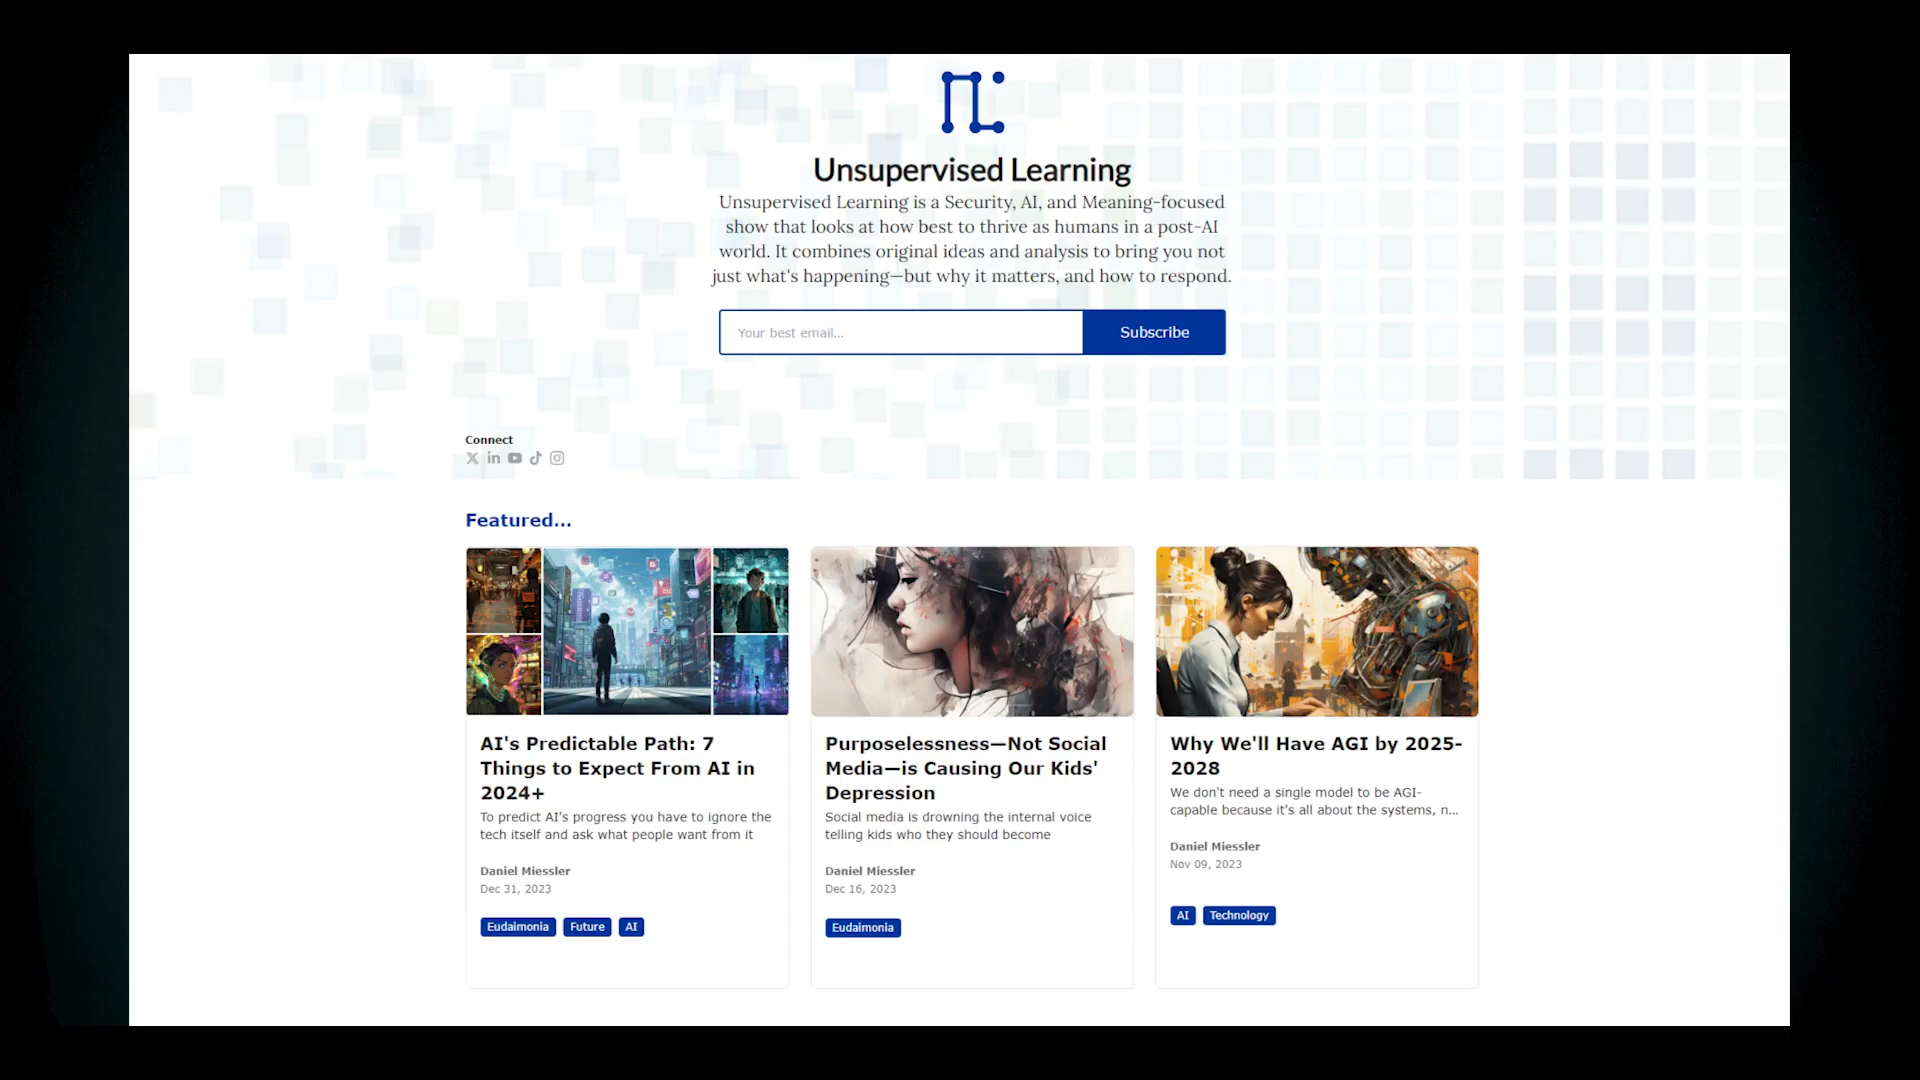 Unsupervised Learning
Unsupervised Learning is a Security, AI, and Meaning-focused
show that looks at how best to thrive as humans in a post-AI
world. It combines original ideas and analysis to bring you not
just what's happening—but why it matters, and how to respond.
Your best email...
Subscribe
Connect
Featured...
AI's Predictable Path: 7
Things to Expect From AI in
2024+
To predict AI's progress you have to ignore the
tech itself and ask what people want from it
Daniel Miessler
Dec 31, 2023
Eudaimonia Future AI
Purposelessness—Not Social
Media—is Causing Our Kids'
Depression
Social media is drowning the internal voice
telling kids who they should become
Daniel Miessler
Dec 16, 2023
Eudaimonia
Why We'll Have AGI by 2025-
2028
We don't need a single model to be AGI-
capable because it's all about the systems, n...
Daniel Miessler
Nov 09, 2023
AI Technology